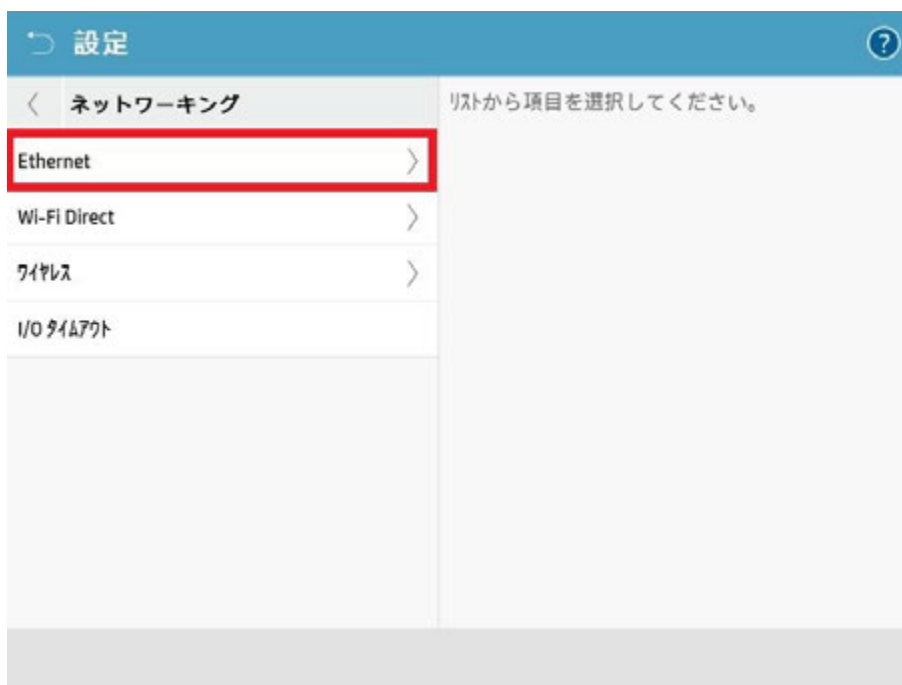 設定
?
ネットワーキング
リストから項目を選択してください。
Ethernet
Wi-Fi Direct
ワイヤレス
I/O タイムアウト